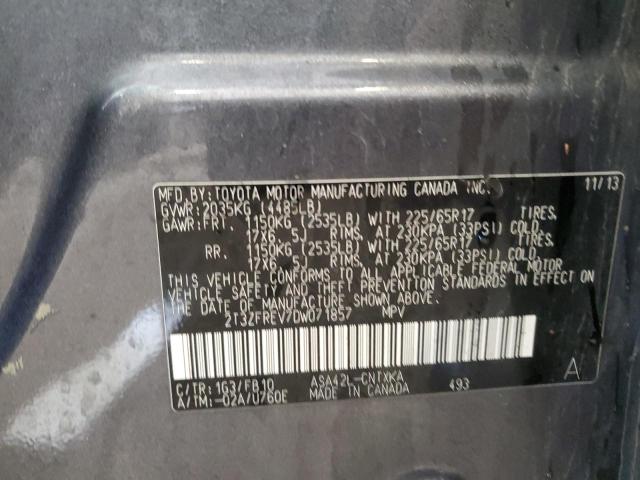 MFD. BY: TOYOTA MOTOR MANUFACTURING CANADA INC. 11/13
GVWR: 2035KG (4485LB)
GAWR: FRT. 1150KG (2535LB) WITH 225/65R17 TIRES
17X6.5J RIMS, AT 230KPA (33PSI) COLD.
RR. 1150KG (2535LB) WITH 225/65R17 TIRES
17X6.5J RIMS, AT 230KPA (33PSI) COLD.
THIS VEHICLE CONFORMS TO ALL APPLICABLE FEDERAL MOTOR
VEHICLE SAFETY AND THEFT PREVENTION STANDARDS IN EFFECT ON
THE DATE OF MANUFACTURE SHOWN ABOVE.
2T3ZFREV7DW071857 MPV
C/TR: 1G3/FB10 ASA42L-CNTXKA 493 A
A/TM: -02A/U760E MADE IN CANADA